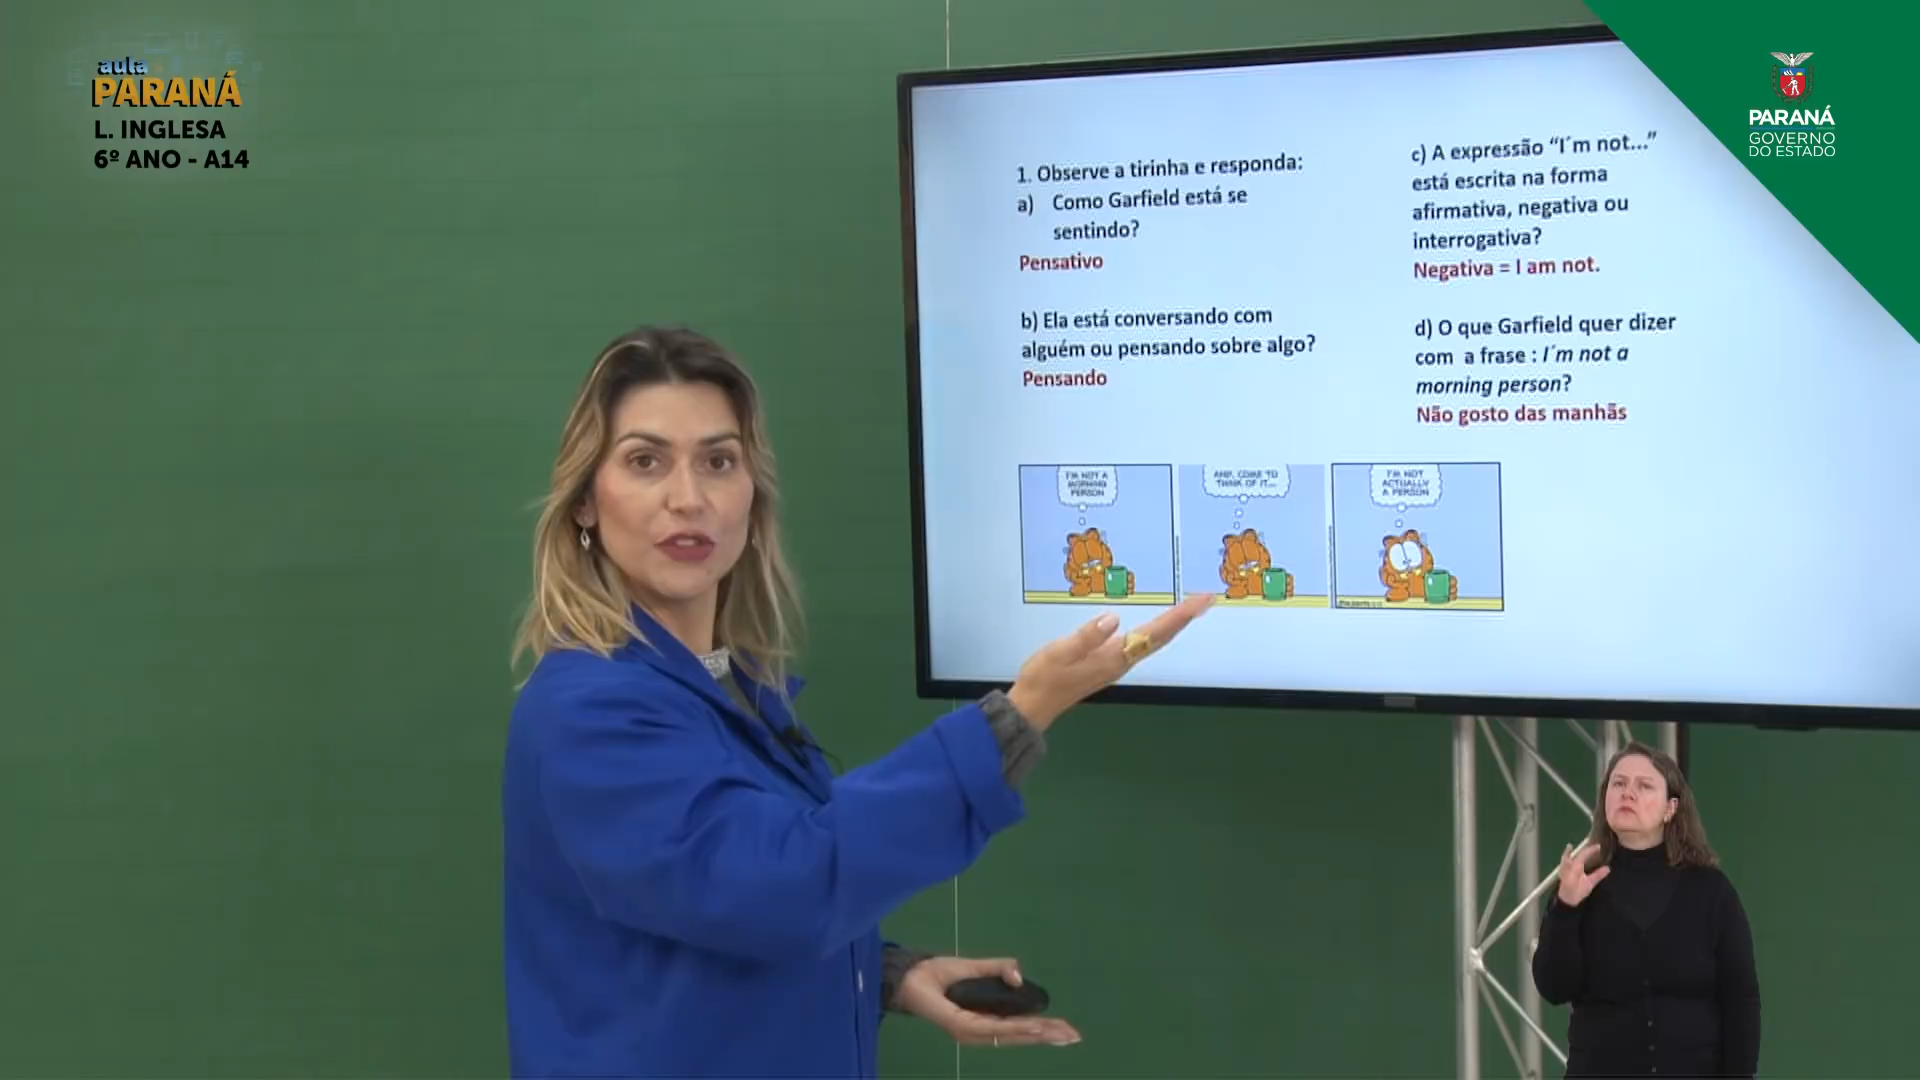 aula
PARANÁ
L. INGLESA
6º ANO - A14
1. Observe a tirinha e responda:
a) Como Garfield está se
sentindo?
Pensativo
b) Ela está conversando com
alguém ou pensando sobre algo?
Pensando
c) A expressão “I´m not...”
está escrita na forma
afirmativa, negativa ou
interrogativa?
Negativa = I am not.
d) O que Garfield quer dizer
com a frase : I´m not a
morning person?
Não gosto das manhãs
I'M NOT A
MORNING
PERSON
AND, COME TO
THINK OF IT...
I'M NOT
ACTUALLY
A PERSON
PARANÁ
GOVERNO
DO ESTADO